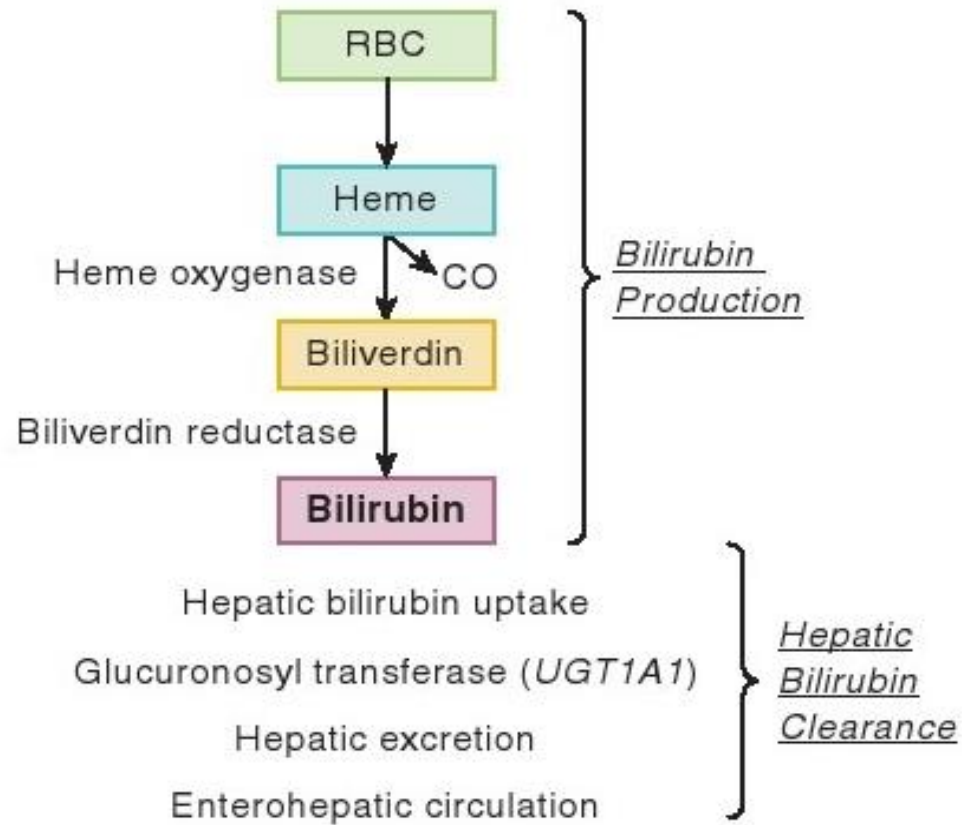 RBC
Heme
Heme oxygenase
CO
Bilirubin
Production
Biliverdin
Biliverdin reductase
Bilirubin
Hepatic bilirubin uptake
Glucuronosyl transferase (UGT1A1)
Hepatic excretion
Enterohepatic circulation
Hepatic
Bilirubin
Clearance